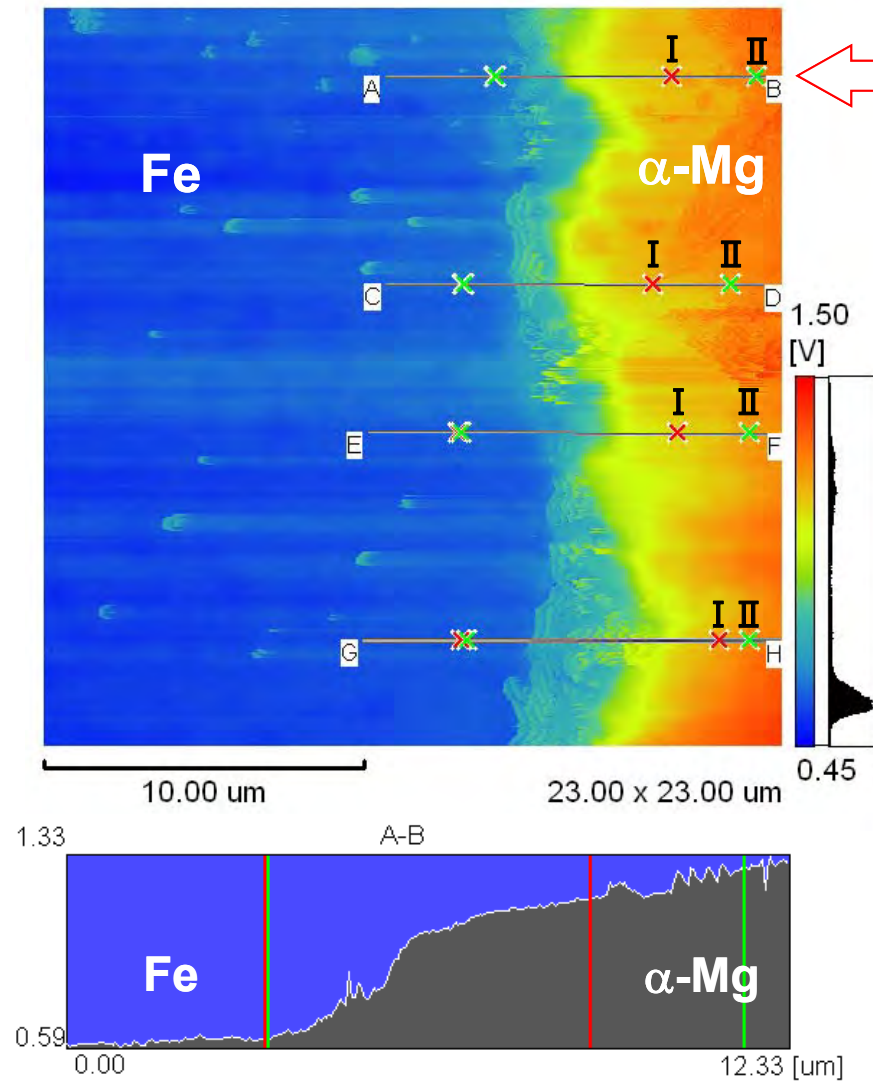 I II
A B
Fe α-Mg
I II
C D
1.50
[V]
I II
E F
I II
G H
0.45
10.00 um 23.00 x 23.00 um
1.33 A-B
Fe α-Mg
0.59
0.00 12.33 [um]